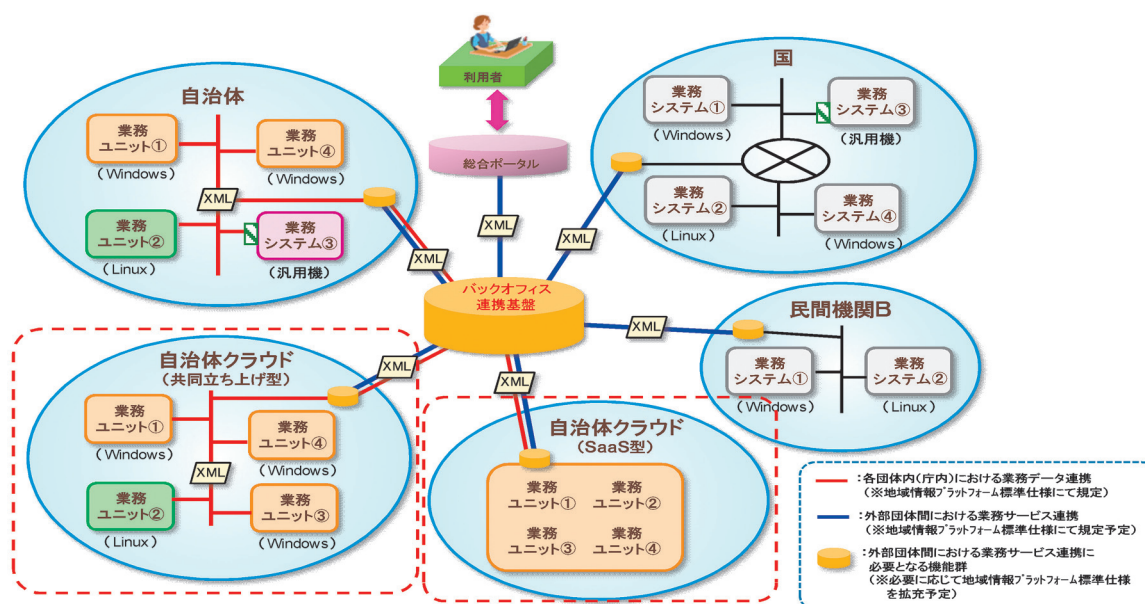 利用者
総合ポータル
XML
バックオフィス
連携基盤
自治体
業務
ユニット①
(Windows)
業務
ユニット④
(Windows)
XML
業務
ユニット②
(Linux)
業務
システム③
(汎用機)
XML
国
業務
システム①
(Windows)
業務
システム③
(汎用機)
業務
システム②
(Linux)
業務
システム④
(Windows)
XML
民間機関B
業務
システム①
(Windows)
業務
システム②
(Linux)
XML
自治体クラウド
(共同立ち上げ型)
業務
ユニット①
(Windows)
業務
ユニット④
(Windows)
XML
業務
ユニット②
(Linux)
業務
ユニット③
(Windows)
XML
自治体クラウド
(SaaS型)
業務
ユニット①
業務
ユニット②
業務
ユニット③
業務
ユニット④
XML
:各団体内(庁内)における業務データ連携
(※地域情報プラットフォーム標準仕様にて規定)
:外部団体間における業務サービス連携
(※地域情報プラットフォーム標準仕様にて規定予定)
:外部団体間における業務サービス連携に
必要となる機能群
(※必要に応じて地域情報プラットフォーム標準仕様
を拡充予定)